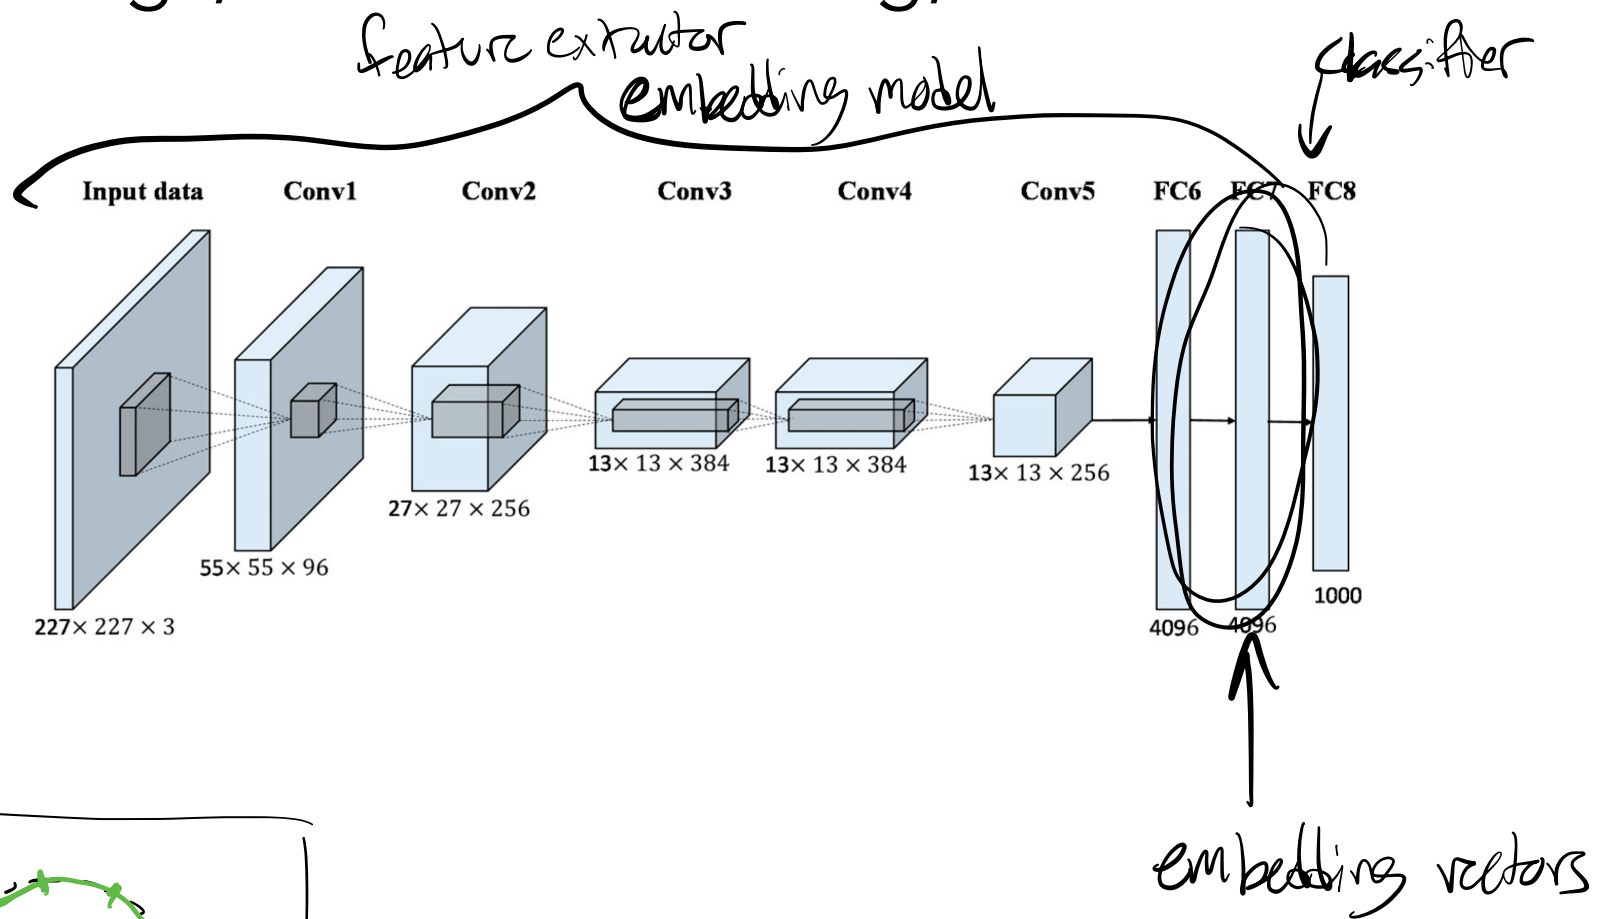 feature extractor
embedding model
classifier
Input data Conv1 Conv2 Conv3 Conv4 Conv5 FC6 FC7 FC8
13× 13 × 384 13× 13 × 384 13× 13 × 256
27× 27 × 256
55× 55 × 96
1000
227× 227 × 3 4096 4096
embedding vectors